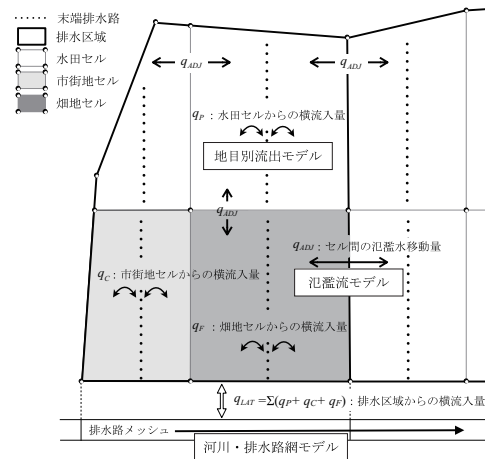 末端排水路
排水区域
水田セル
市街地セル
畑地セル
qADJ
qADJ
qP：水田セルからの横流入量
地目別流出モデル
qADJ
qADJ：セル間の氾濫水移動量
qC：市街地セルからの横流入量
氾濫流モデル
qF：畑地セルからの横流入量
qLAT =Σ(qP+ qC+ qF)：排水区域からの横流入量
排水路メッシュ
河川・排水路網モデル